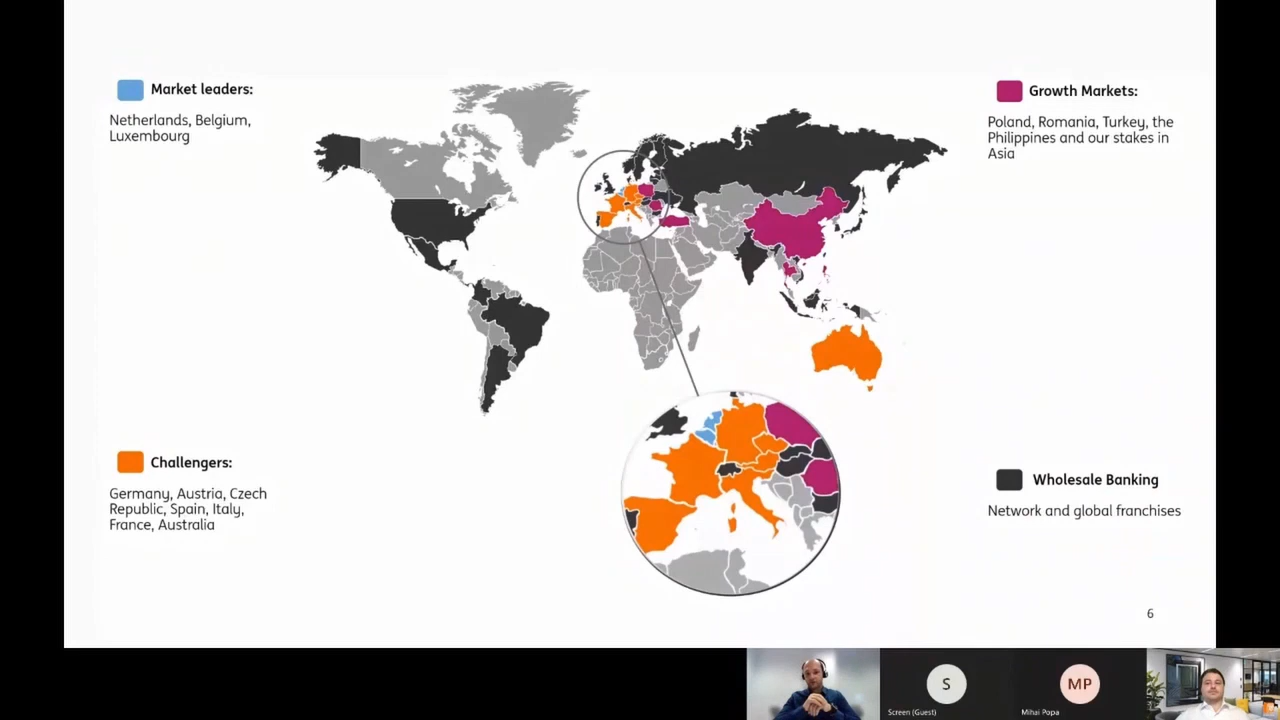 Market leaders:
Netherlands, Belgium,
Luxembourg
Growth Markets:
Poland, Romania, Turkey, the
Philippines and our stakes in
Asia
Challengers:
Germany, Austria, Czech
Republic, Spain, Italy,
France, Australia
Wholesale Banking
Network and global franchises
6
S
Screen (Guest)
MP
Mihai Popa